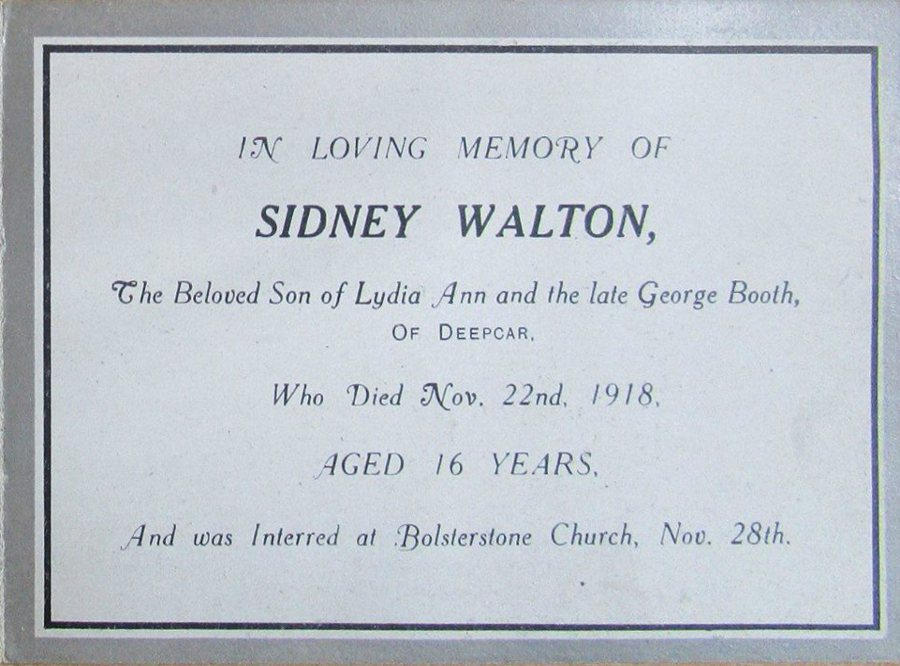 IN LOVING MEMORY OF
SIDNEY WALTON,
The Beloved Son of Lydia Ann and the late George Booth,
OF DEEPCAR,
Who Died Nov. 22nd, 1918,
AGED 16 YEARS,
And was Interred at Bolsterstone Church, Nov. 28th.